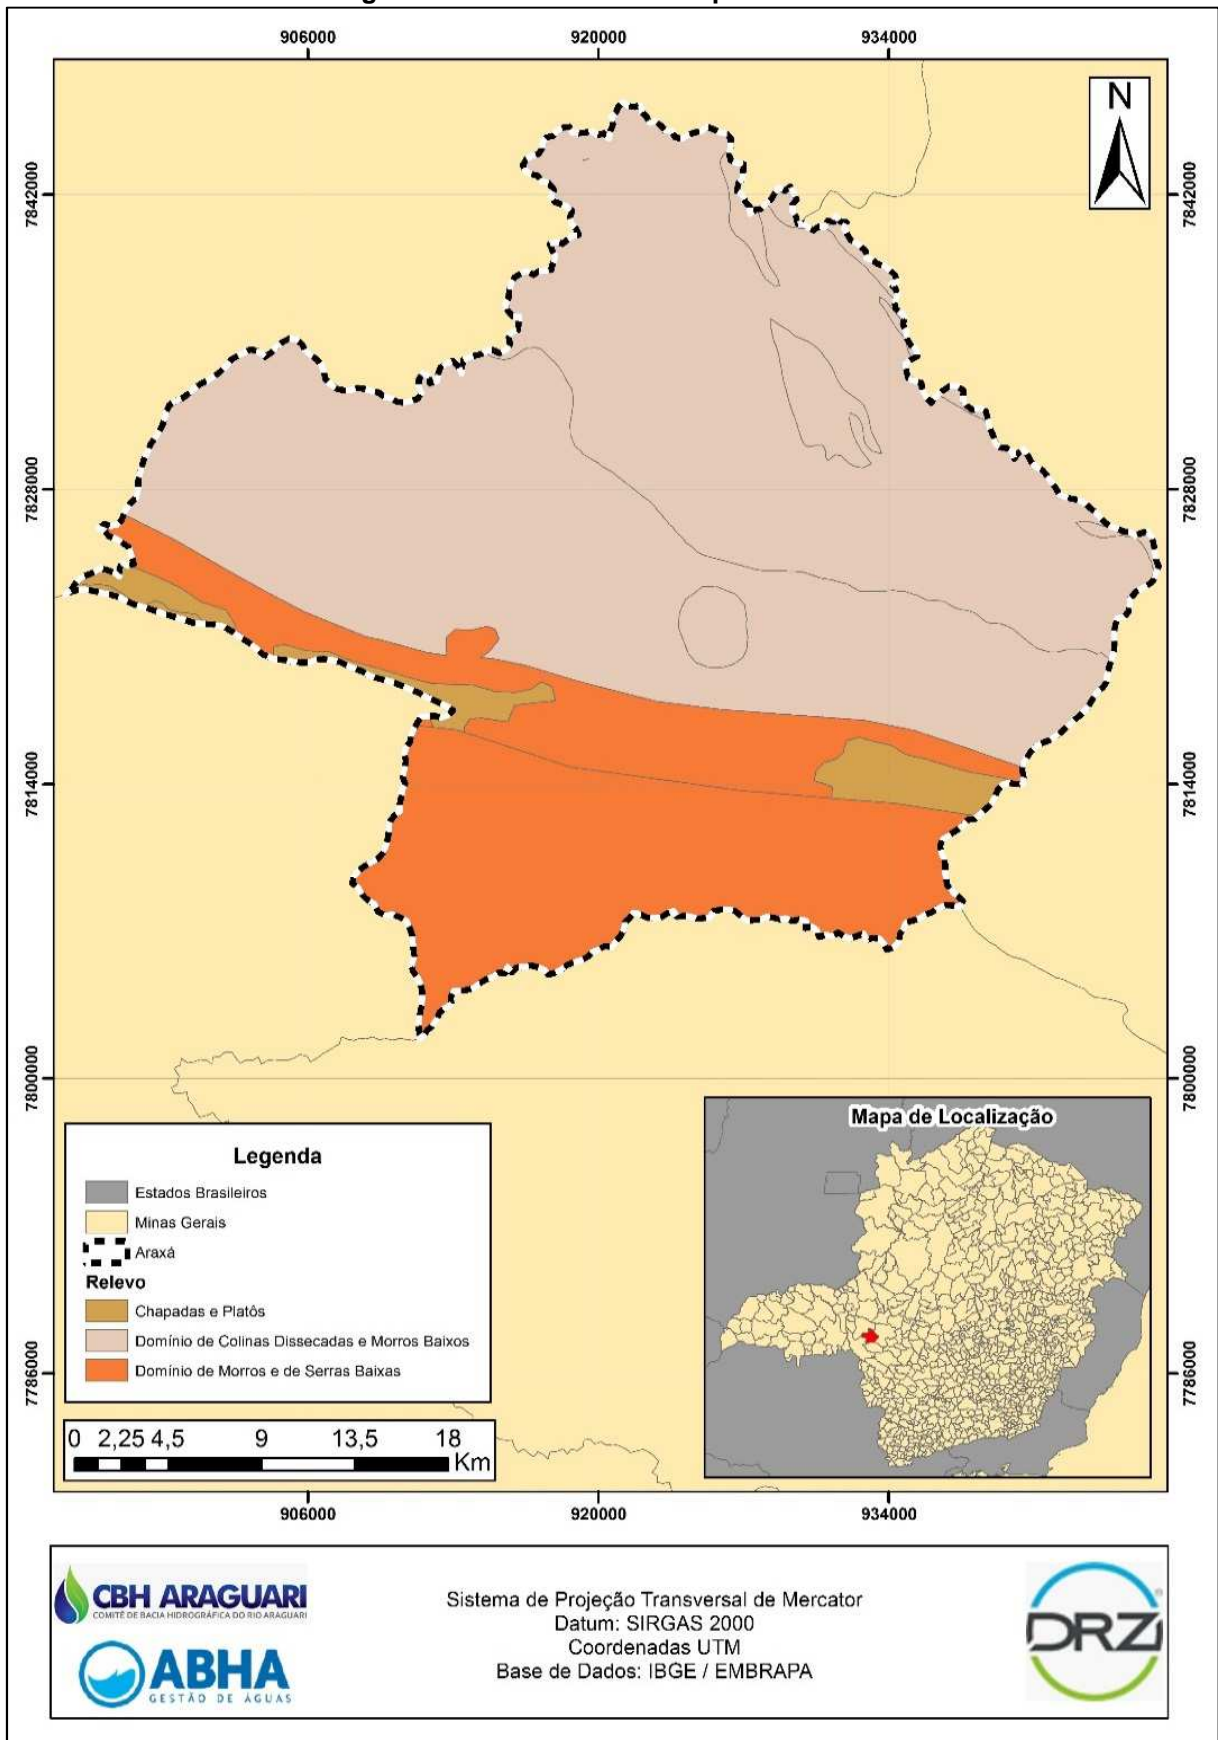 906000 920000 934000
N
7842000 7842000
7828000 7828000
7814000 7814000
7800000 7800000
7786000 7786000
Legenda
Estados Brasileiros
Minas Gerais
Araxá
Relevo
Chapadas e Platôs
Domínio de Colinas Dissecadas e Morros Baixos
Domínio de Morros e de Serras Baixas
0 2,25 4,5 9 13,5 18
Km
Mapa de Localização
906000 920000 934000
CBH ARAGUARI
COMITÊ DE BACIA HIDROGRÁFICA DO RIO ARAGUARI
ABHA
GESTÃO DE ÁGUAS
Sistema de Projeção Transversal de Mercator
Datum: SIRGAS 2000
Coordenadas UTM
Base de Dados: IBGE / EMBRAPA
DRZ
®